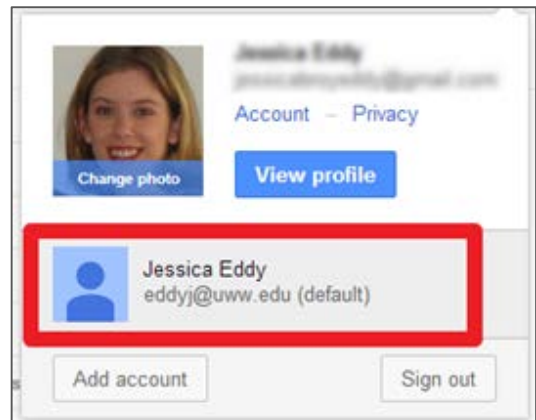 Account – Privacy
Change photo
View profile
Jessica Eddy
eddyj@uww.edu (default)
Add account
Sign out